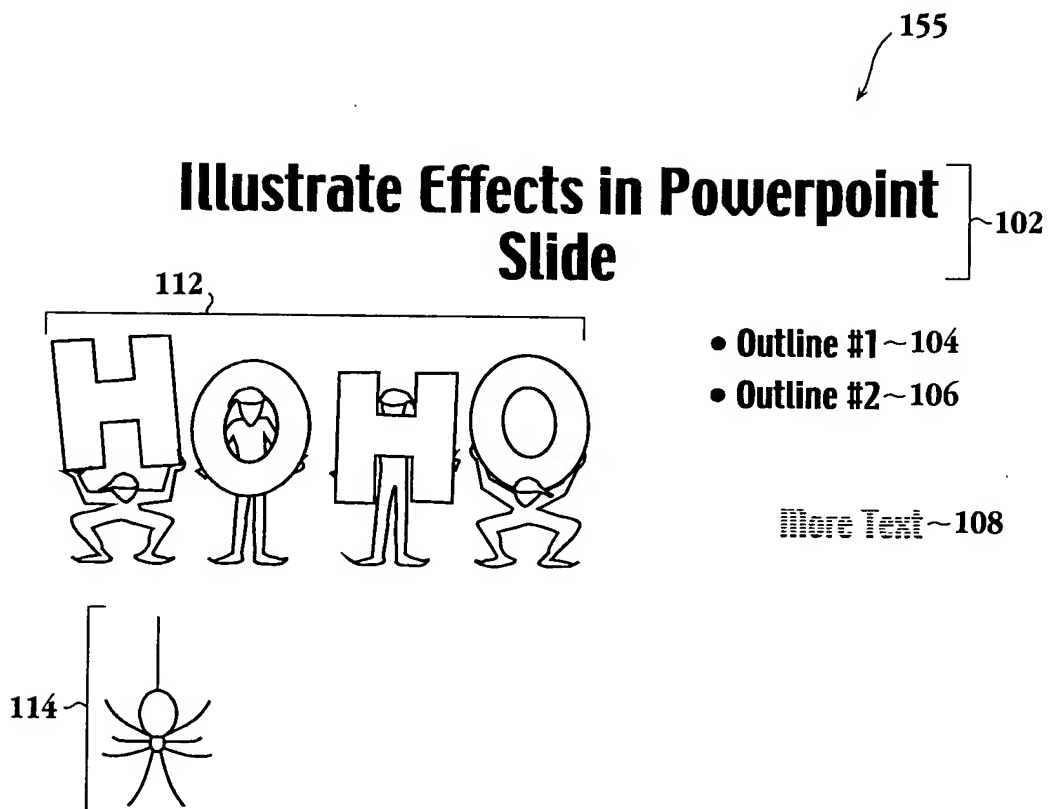 155
Illustrate Effects in Powerpoint
Slide
102
112
HOHO
• Outline #1~104
• Outline #2~106
More Text~108
114